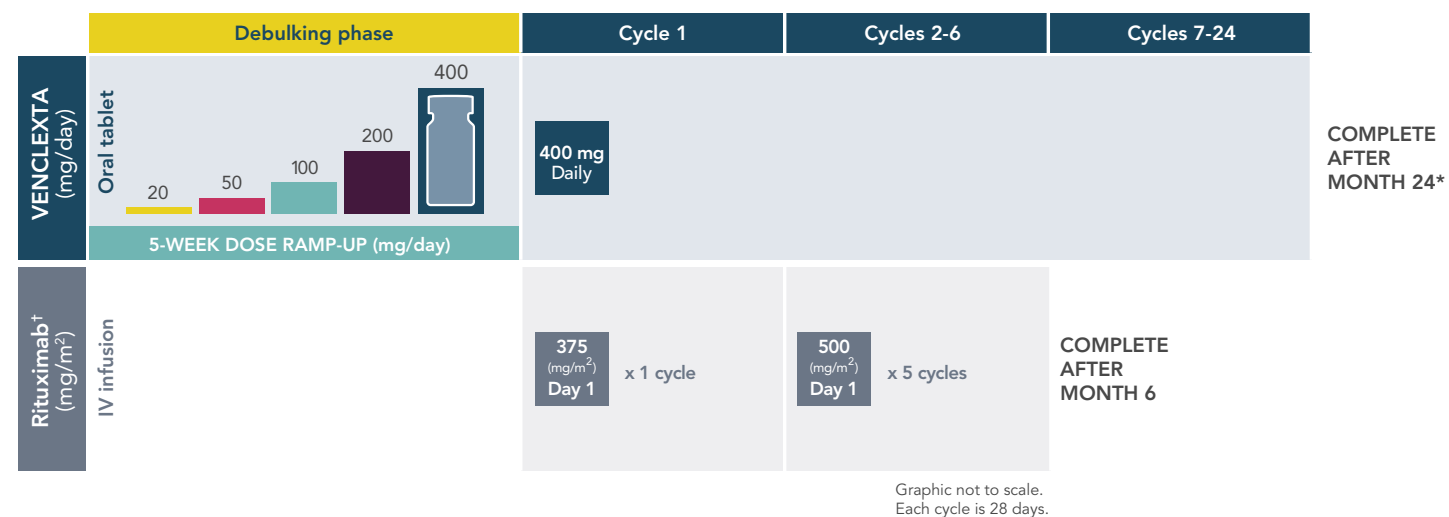 Debulking phase
Cycle 1
Cycles 2-6
Cycles 7-24
VENCLEXTA
(mg/day)
Oral tablet
20
50
100
200
400
5-WEEK DOSE RAMP-UP (mg/day)
400 mg
Daily
COMPLETE
AFTER
MONTH 24*
Rituximab†
(mg/m²)
IV infusion
375
(mg/m²)
Day 1
x 1 cycle
500
(mg/m²)
Day 1
x 5 cycles
COMPLETE
AFTER
MONTH 6
Graphic not to scale.
Each cycle is 28 days.